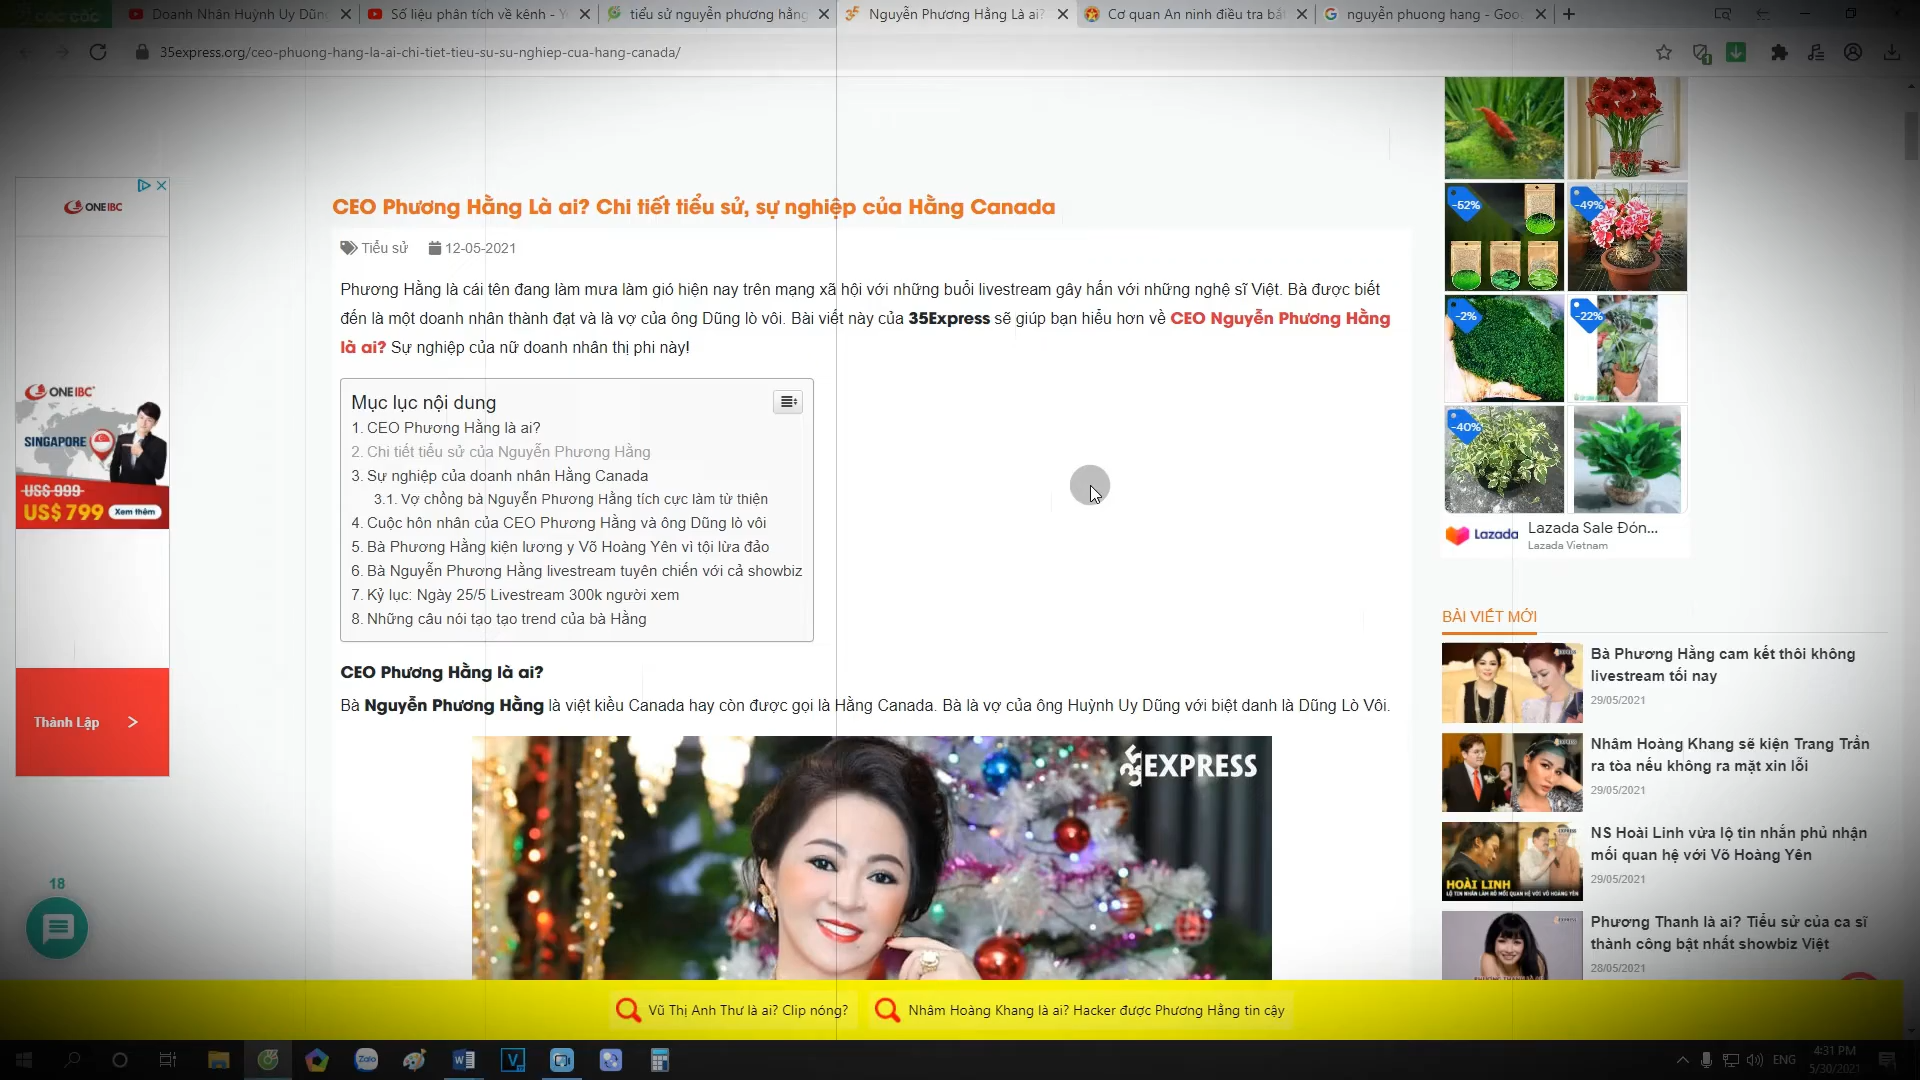 CỐC CỐC
Doanh Nhân Huỳnh Uy Dũng
Số liệu phân tích về kênh - Y
tiểu sử nguyễn phương hằng
Nguyễn Phương Hằng Là ai?
Cơ quan An ninh điều tra bắt
nguyễn phuong hang - Goo
35express.org/ceo-phuong-hang-la-ai-chi-tiet-tieu-su-su-nghiep-cua-hang-canada/
1
ONEIBC
ONEIBC
SINGAPORE
US$ 999
US$ 799 Xem thêm
Thành Lập >
18
CEO Phương Hằng Là ai? Chi tiết tiểu sử, sự nghiệp của Hằng Canada
Tiểu sử 12-05-2021
Phương Hằng là cái tên đang làm mưa làm gió hiện nay trên mạng xã hội với những buổi livestream gây hấn với những nghệ sĩ Việt. Bà được biết
đến là một doanh nhân thành đạt và là vợ của ông Dũng lò vôi. Bài viết này của 35Express sẽ giúp bạn hiểu hơn về CEO Nguyễn Phương Hằng
là ai? Sự nghiệp của nữ doanh nhân thị phi này!
Mục lục nội dung
1. CEO Phương Hằng là ai?
2. Chi tiết tiểu sử của Nguyễn Phương Hằng
3. Sự nghiệp của doanh nhân Hằng Canada
3.1. Vợ chồng bà Nguyễn Phương Hằng tích cực làm từ thiện
4. Cuộc hôn nhân của CEO Phương Hằng và ông Dũng lò vôi
5. Bà Phương Hằng kiện lương y Võ Hoàng Yên vì tội lừa đảo
6. Bà Nguyễn Phương Hằng livestream tuyên chiến với cả showbiz
7. Kỷ lục: Ngày 25/5 Livestream 300k người xem
8. Những câu nói tạo tạo trend của bà Hằng
CEO Phương Hằng là ai?
Bà Nguyễn Phương Hằng là việt kiều Canada hay còn được gọi là Hằng Canada. Bà là vợ của ông Huỳnh Uy Dũng với biệt danh là Dũng Lò Vôi.
35EXPRESS
-52%
-49%
-2%
-22%
-40%
Lazada
Lazada Sale Đón...
Lazada Vietnam
BÀI VIẾT MỚI
Bà Phương Hằng cam kết thôi không
livestream tối nay
29/05/2021
Nhâm Hoàng Khang sẽ kiện Trang Trần
ra tòa nếu không ra mặt xin lỗi
29/05/2021
NS Hoài Linh vừa lộ tin nhắn phủ nhận
mối quan hệ với Võ Hoàng Yên
29/05/2021
HOÀI LINH
Phương Thanh là ai? Tiểu sử của ca sĩ
thành công bật nhất showbiz Việt
28/05/2021
Vũ Thị Anh Thư là ai? Clip nóng?
Nhâm Hoàng Khang là ai? Hacker được Phương Hằng tin cậy
Zalo
ENG
4:31 PM
5/30/2021